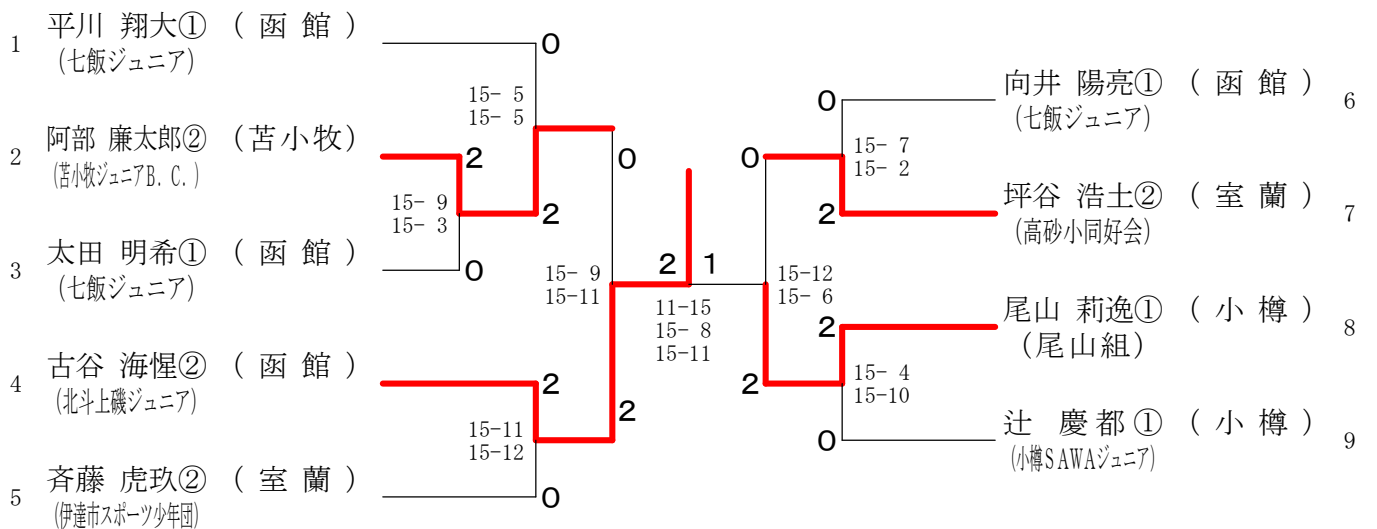 1 平川 翔大① ( 函 館 )
(七飯ジュニア)
2 阿部 廉太郎② (苫小牧)
(苫小牧ジュニアB.C.)
3 太田 明希① ( 函 館 )
(七飯ジュニア)
4 古谷 海惺② ( 函 館 )
(北斗上磯ジュニア)
5 斉藤 虎玖② ( 室 蘭 )
(伊達市スポーツ少年団)
0
15- 5
15- 5
2
2
15- 9
15- 3
0
0
15- 9
15-11
2
2
15-11
15-12
0
2 1
11-15
15- 8
15-11
0
15-12
15- 6
2
0
15- 7
15- 2
2
2
15- 4
15-10
0
向井 陽亮① ( 函 館 ) 6
(七飯ジュニア)
坪谷 浩土② ( 室 蘭 ) 7
(高砂小同好会)
尾山 莉逸① ( 小 樽 ) 8
(尾山組)
辻 慶都① ( 小 樽 ) 9
(小樽SAWAジュニア)